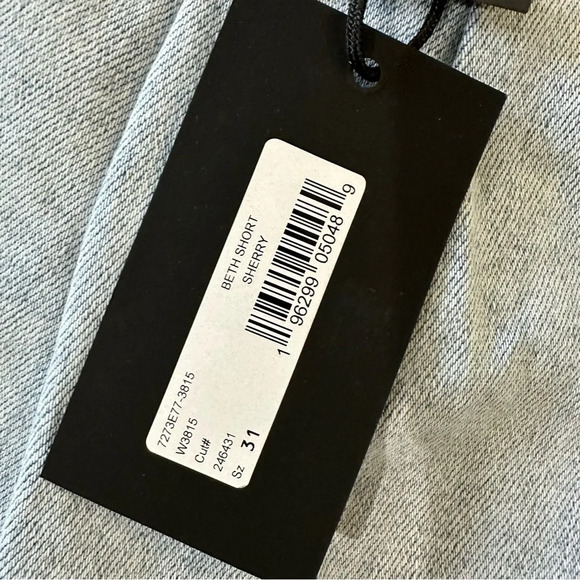 BETH SHORT
SHERRY
1 96299 05048 9
7273E77-3815
W3815
Cut#
246431
Sz 31